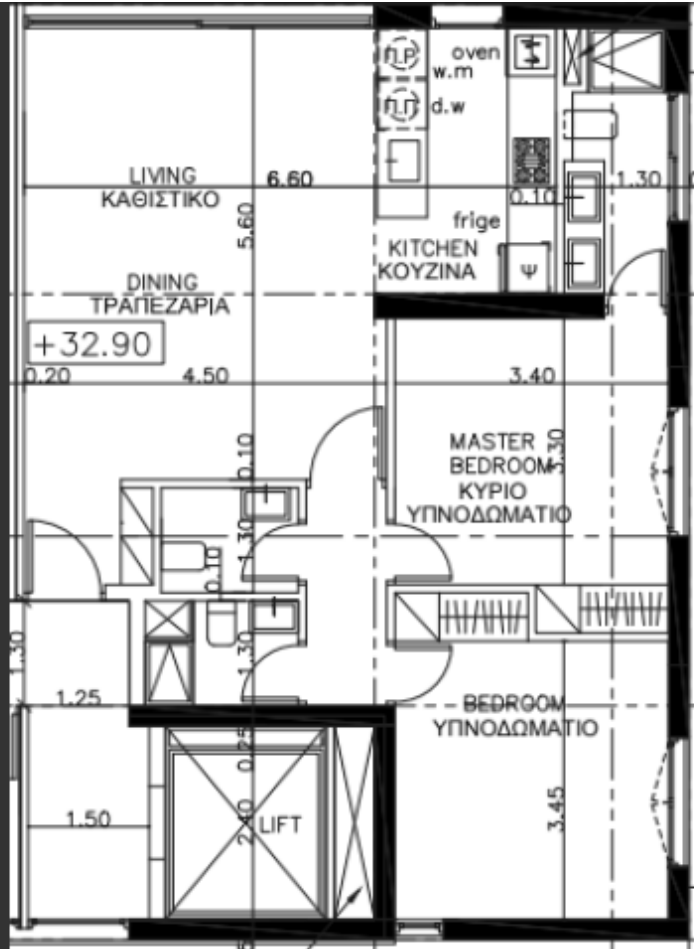 Π.Ρ oven
w.m
Π.Π d.w
LIVING
ΚΑΘΙΣΤΙΚΟ
6.60
0.10
1.30
5.60
frige
KITCHEN
ΚΟΥΖΙΝΑ
Ψ
DINING
ΤΡΑΠΕΖΑΡΙΑ
+32.90
0.20
4.50
3.40
MASTER
BEDROOM
ΚΥΡΙΟ
ΥΠΝΟΔΩΜΑΤΙΟ
3.30
0.10
1.30
0.10
1.30
1.30
1.25
BEDROOM
ΥΠΝΟΔΩΜΑΤΙΟ
0.25
1.50
2.40
LIFT
3.45